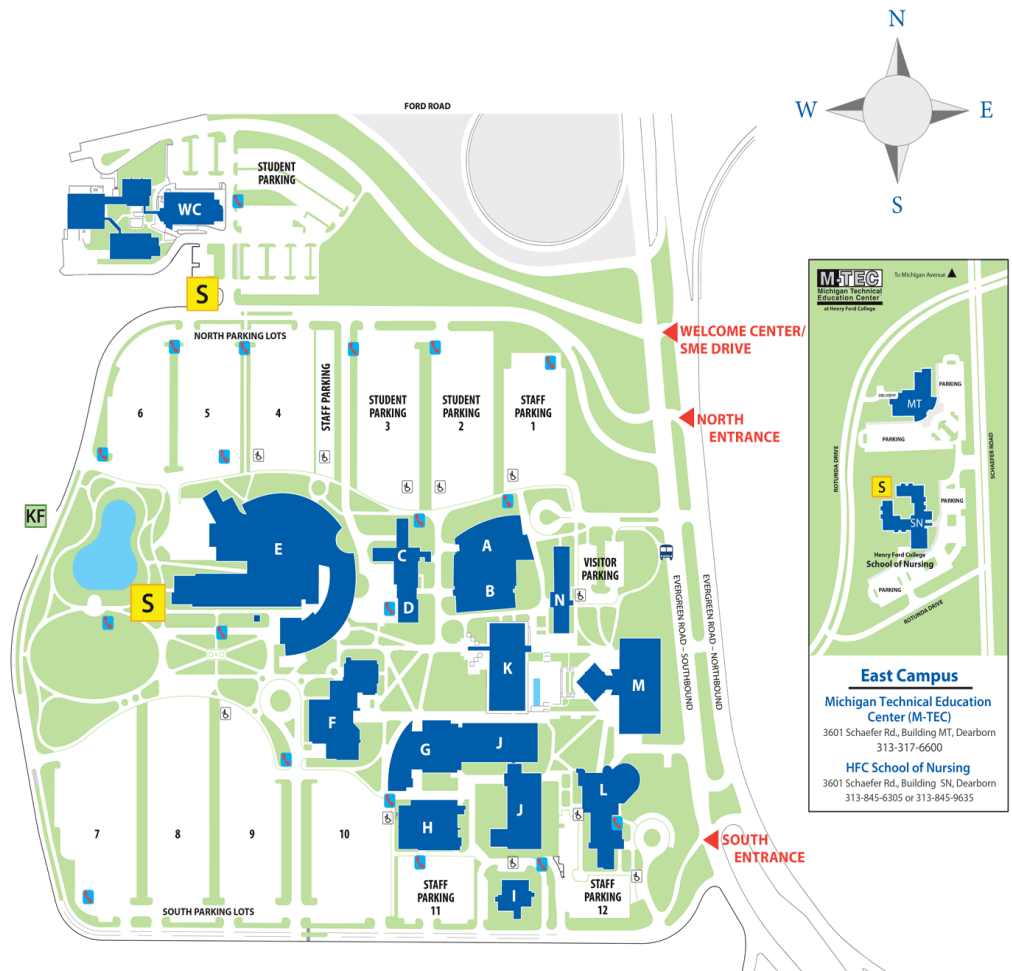 N
W
E
S
FORD ROAD
STUDENT
PARKING
WC
S
NORTH PARKING LOTS
WELCOME CENTER/
SME DRIVE
6
5
4
STAFF PARKING
STUDENT
PARKING
3
STUDENT
PARKING
2
STAFF
PARKING
1
NORTH
ENTRANCE
KF
E
C
D
A
B
N
VISITOR
PARKING
S
K
M
F
G
J
J
H
L
I
EVERGREEN ROAD – SOUTHBOUND
EVERGREEN ROAD – NORTHBOUND
7
8
9
10
SOUTH PARKING LOTS
STAFF
PARKING
11
STAFF
PARKING
12
SOUTH
ENTRANCE
M-TEC
Michigan Technical
Education Center
at Henry Ford College
To Michigan Avenue
PARKING
DELIVERY
MT
PARKING
ROTUNDA DRIVE
SCHAEFER ROAD
S
PARKING
SN
Henry Ford College
School of Nursing
PARKING
ROTUNDA DRIVE
East Campus
Michigan Technical Education
Center (M-TEC)
3601 Schaefer Rd., Building MT, Dearborn
313-317-6600
HFC School of Nursing
3601 Schaefer Rd., Building SN, Dearborn
313-845-6305 or 313-845-9635